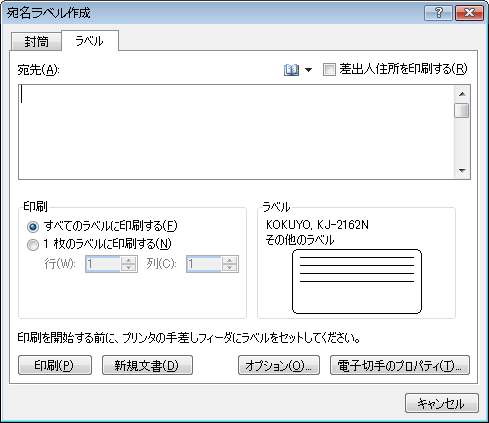 宛名ラベル作成
封筒 ラベル
宛先(A):
差出人住所を印刷する(R)
印刷
すべてのラベルに印刷する(F)
1 枚のラベルに印刷する(N)
行(W): 1 列(C): 1
ラベル
KOKUYO, KJ-2162N
その他のラベル
印刷を開始する前に、プリンタの手差しフィーダにラベルをセットしてください。
印刷(P) 新規文書(D) オプション(O)... 電子切手のプロパティ(T)...
キャンセル